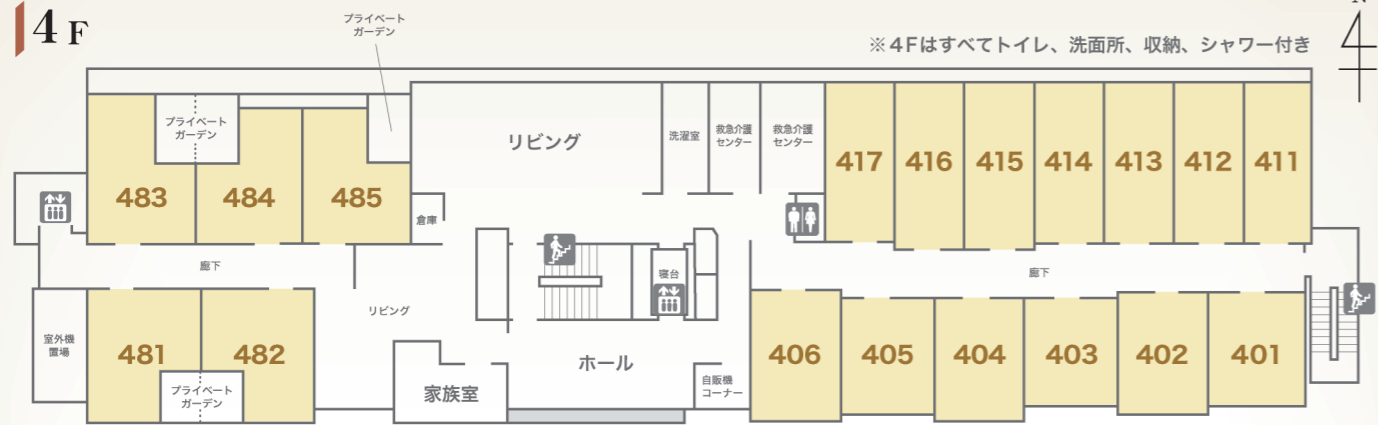 4 F
プライベート
ガーデン
※4Fはすべてトイレ、洗面所、収納、シャワー付き
N
プライベート
ガーデン
リビング
洗濯室
救急介護
センター
救急介護
センター
417
416
415
414
413
412
411
483
484
485
倉庫
廊下
寝台
廊下
リビング
室外機
置場
481
482
プライベート
ガーデン
家族室
ホール
自販機
コーナー
406
405
404
403
402
401